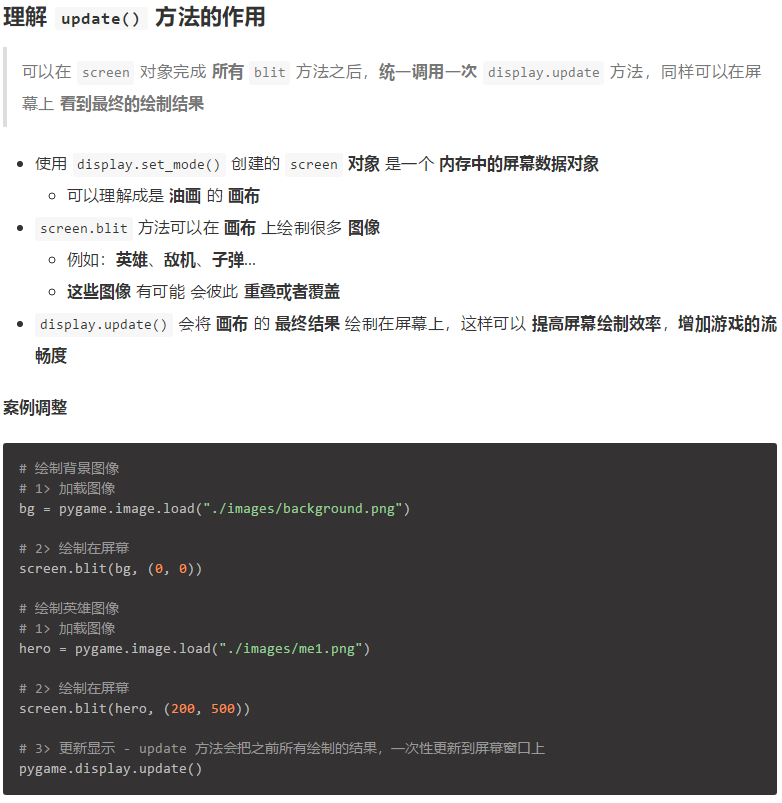 理解 update() 方法的作用
可以在 screen 对象完成 所有 blit 方法之后，统一调用一次 display.update 方法，同样可以在屏
幕上 看到最终的绘制结果
• 使用 display.set_mode() 创建的 screen 对象 是一个 内存中的屏幕数据对象
◦ 可以理解成是 油画 的 画布
• screen.blit 方法可以在 画布 上绘制很多 图像
◦ 例如：英雄、敌机、子弹...
◦ 这些图像 有可能 会彼此 重叠或者覆盖
• display.update() 会将 画布 的 最终结果 绘制在屏幕上，这样可以 提高屏幕绘制效率，增加游戏的流
畅度
案例调整
# 绘制背景图像
# 1> 加载图像
bg = pygame.image.load("./images/background.png")
# 2> 绘制在屏幕
screen.blit(bg, (0, 0))
# 绘制英雄图像
# 1> 加载图像
hero = pygame.image.load("./images/me1.png")
# 2> 绘制在屏幕
screen.blit(hero, (200, 500))
# 3> 更新显示 - update 方法会把之前所有绘制的结果，一次性更新到屏幕窗口上
pygame.display.update()